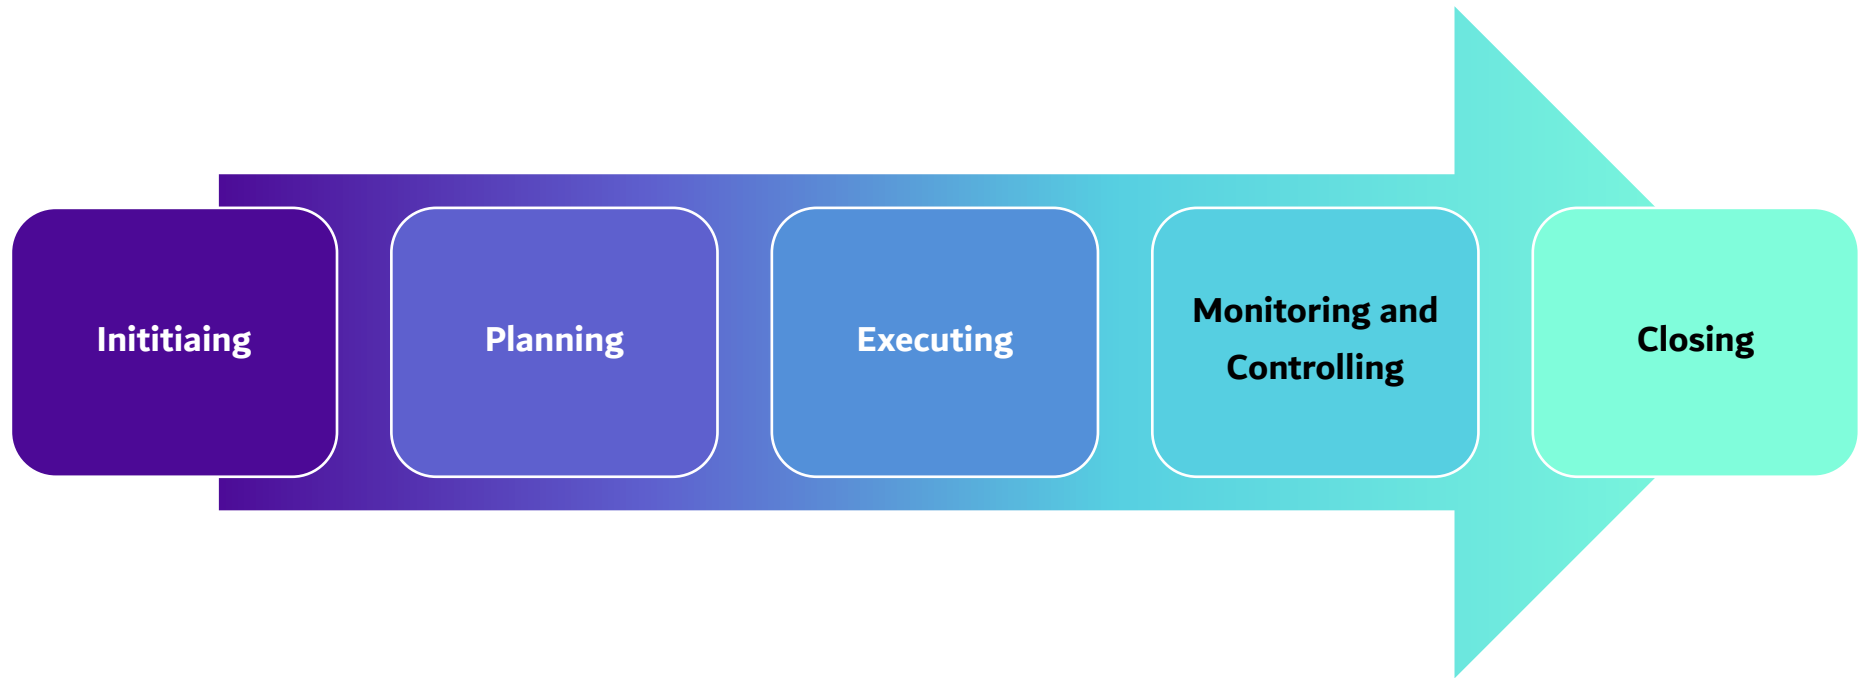 Inititiaing
Planning
Executing
Monitoring and
Controlling
Closing